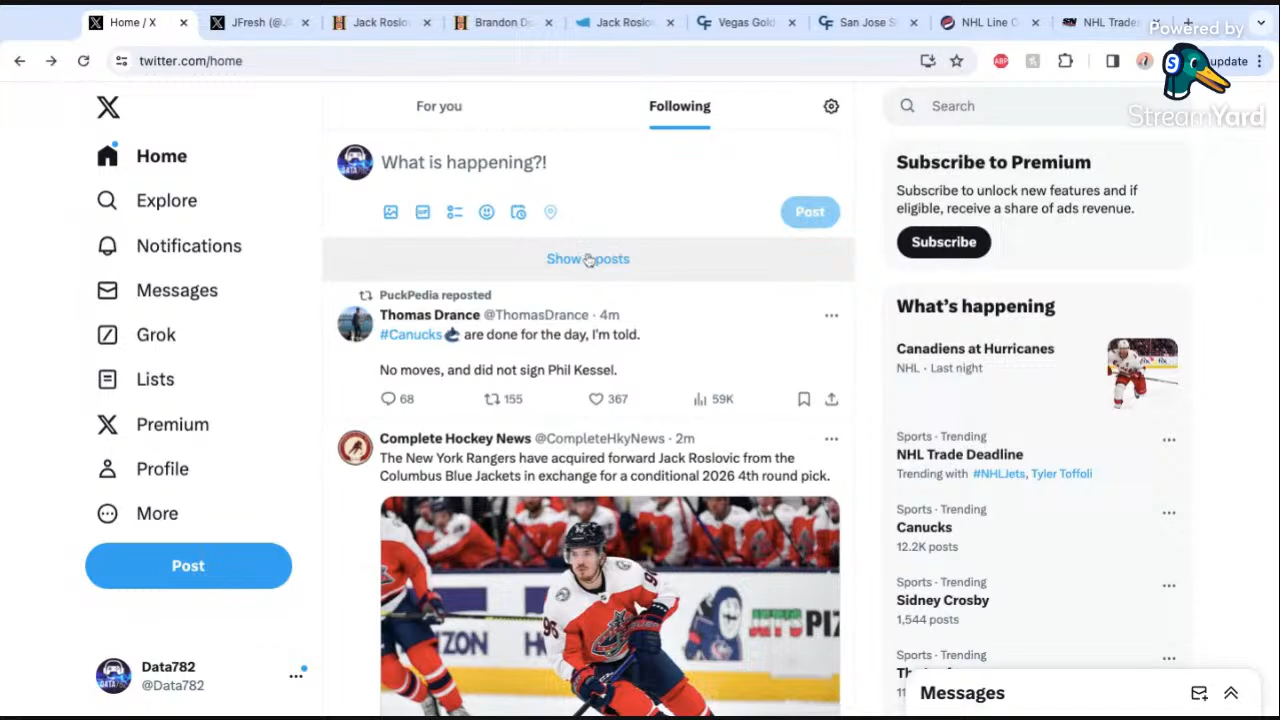 Home / X
JFresh (@J
Jack Roslov
Brandon D
Jack Roslo
Vegas Gold
San Jose S
NHL Line C
NHL Trade
Powered by
StreamYard
twitter.com/home
update
For you
Following
Search
What is happening?!
Post
Show posts
PuckPedia reposted
Thomas Drance @ThomasDrance · 4m
#Canucks are done for the day, I'm told.
No moves, and did not sign Phil Kessel.
68
155
367
59K
Complete Hockey News @CompleteHkyNews · 2m
The New York Rangers have acquired forward Jack Roslovic from the
Columbus Blue Jackets in exchange for a conditional 2026 4th round pick.
Home
Explore
Notifications
Messages
Grok
Lists
Premium
Profile
More
Post
Data782
@Data782
Subscribe to Premium
Subscribe to unlock new features and if
eligible, receive a share of ads revenue.
Subscribe
What's happening
Canadiens at Hurricanes
NHL · Last night
Sports · Trending
NHL Trade Deadline
Trending with #NHLJets, Tyler Toffoli
Sports · Trending
Canucks
12.2K posts
Sports · Trending
Sidney Crosby
1,544 posts
Sports · Trending
Messages